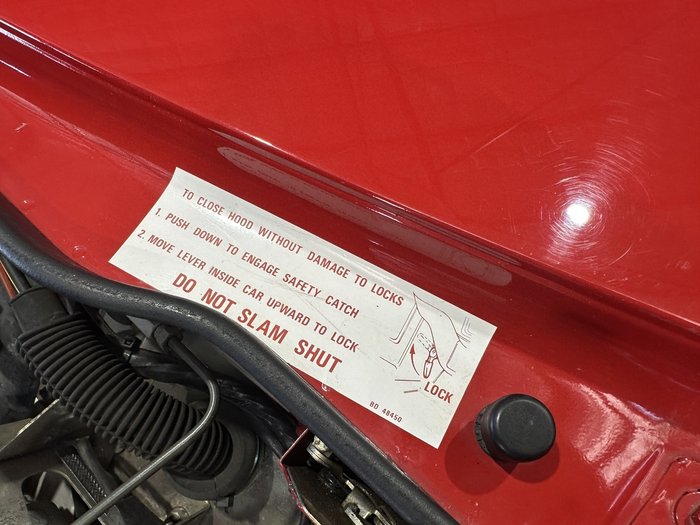 TO CLOSE HOOD WITHOUT DAMAGE TO LOCKS
1. PUSH DOWN TO ENGAGE SAFETY CATCH
2. MOVE LEVER INSIDE CAR UPWARD TO LOCK
DO NOT SLAM SHUT
LOCK
BD 48450